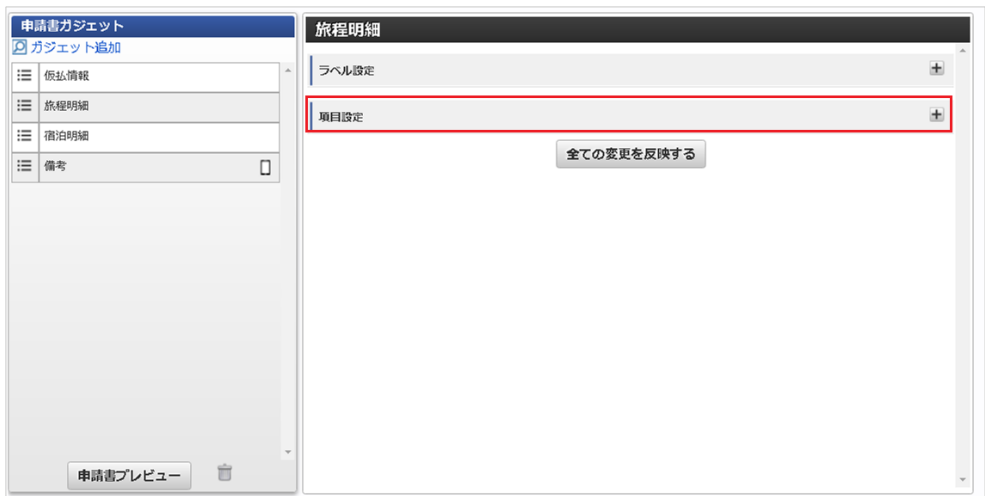 申請書ガジェット
ガジェット追加
仮払情報
旅程明細
宿泊明細
備考
申請書プレビュー
旅程明細
ラベル設定
項目設定
全ての変更を反映する